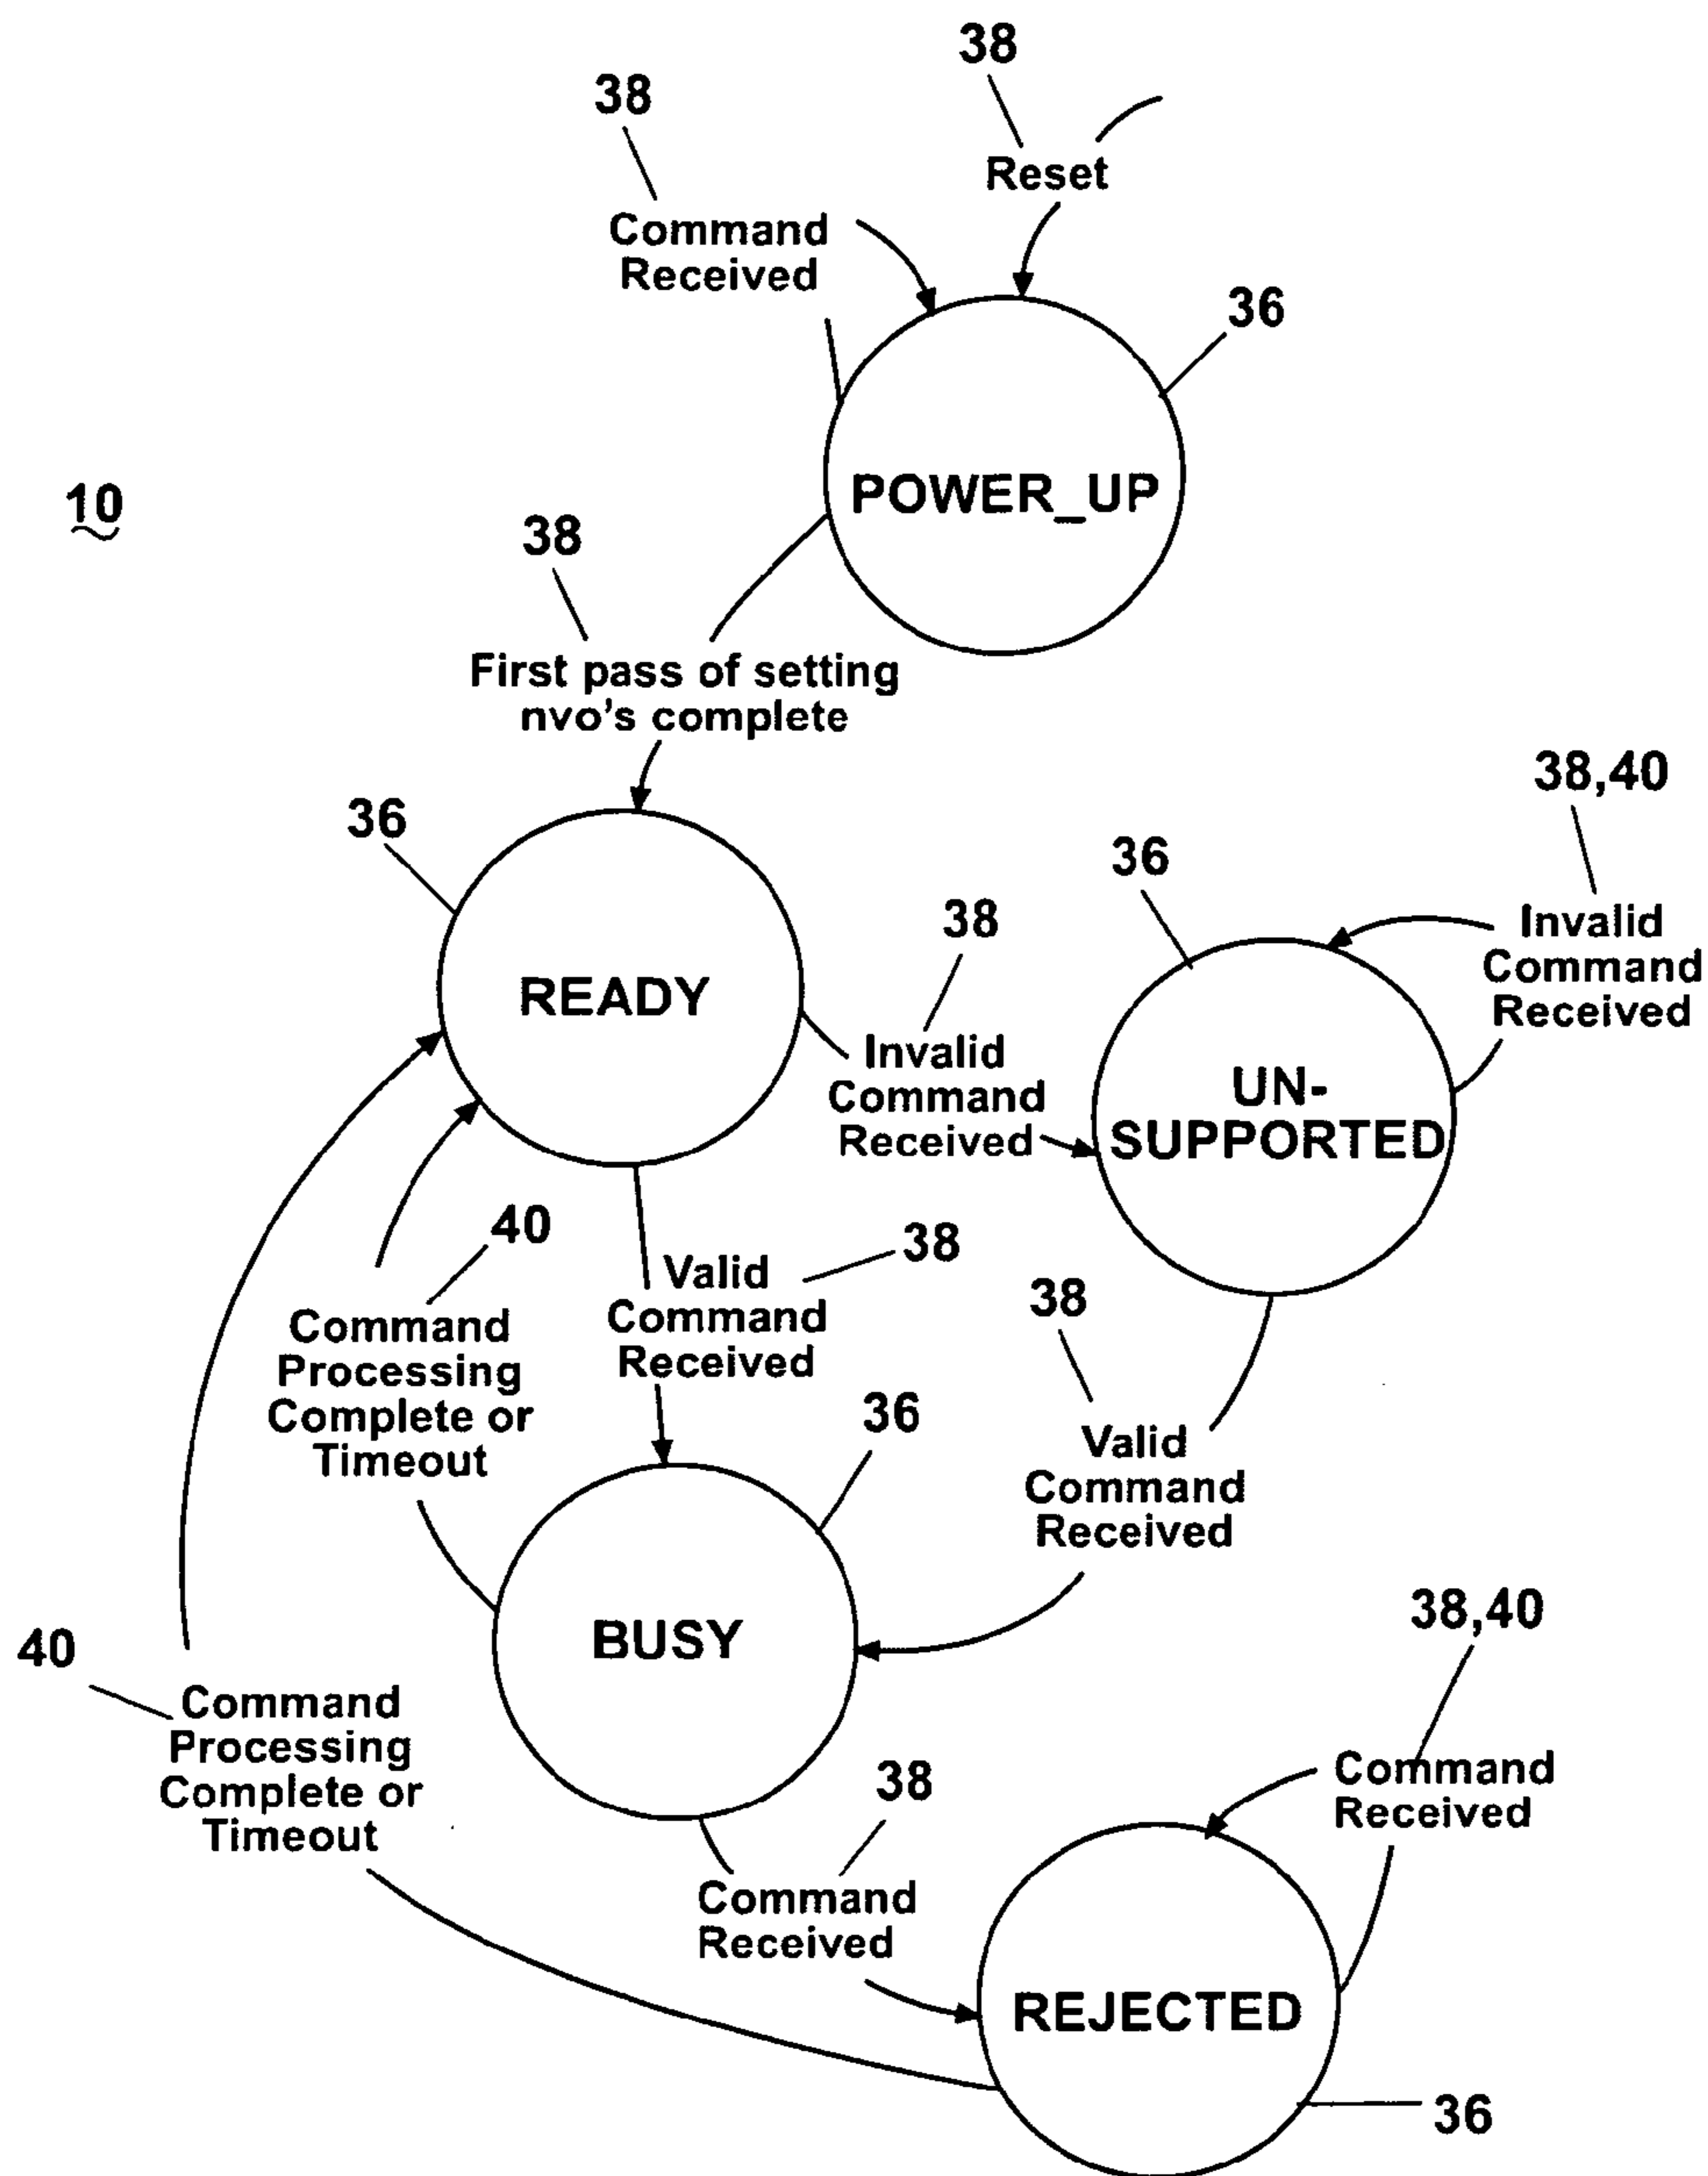 38
38
Reset
Command
Received
36
POWER_UP
10
38
First pass of setting
nvo's complete
38,40
36
36
38
Invalid
Command
Received
READY
Invalid
Command
Received
UN-
SUPPORTED
40
38
Valid
Command
Received
38
Command
Processing
Complete or
Timeout
36
Valid
Command
Received
BUSY
38,40
40
Command
Processing
Complete or
Timeout
38
Command
Received
Command
Received
REJECTED
36